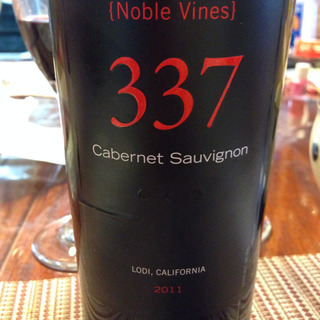 {Noble Vines}
337
Cabernet Sauvignon
LODI, CALIFORNIA
2011